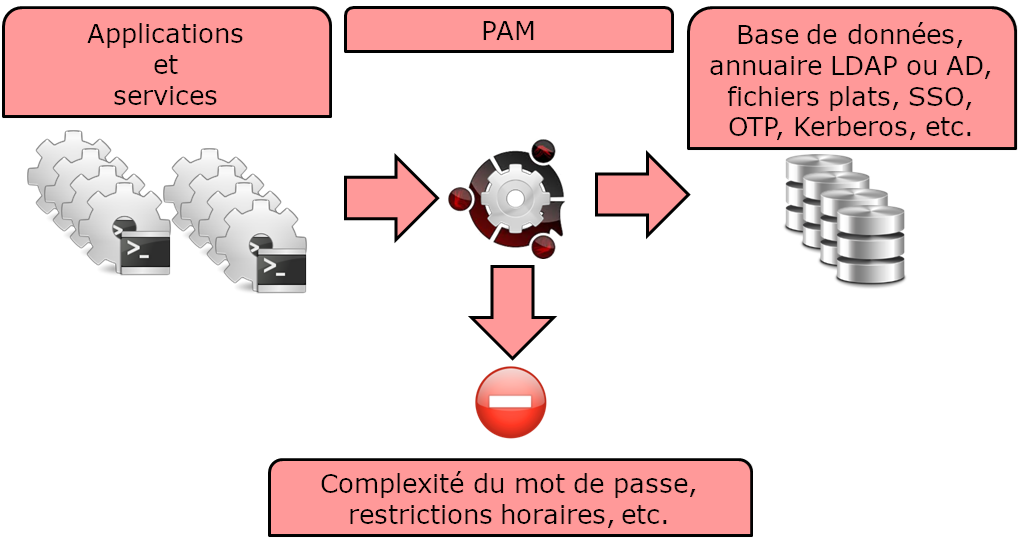 Applications
et
services
PAM
Base de données,
annuaire LDAP ou AD,
fichiers plats, SSO,
OTP, Kerberos, etc.
>_
>_
Complexité du mot de passe,
restrictions horaires, etc.